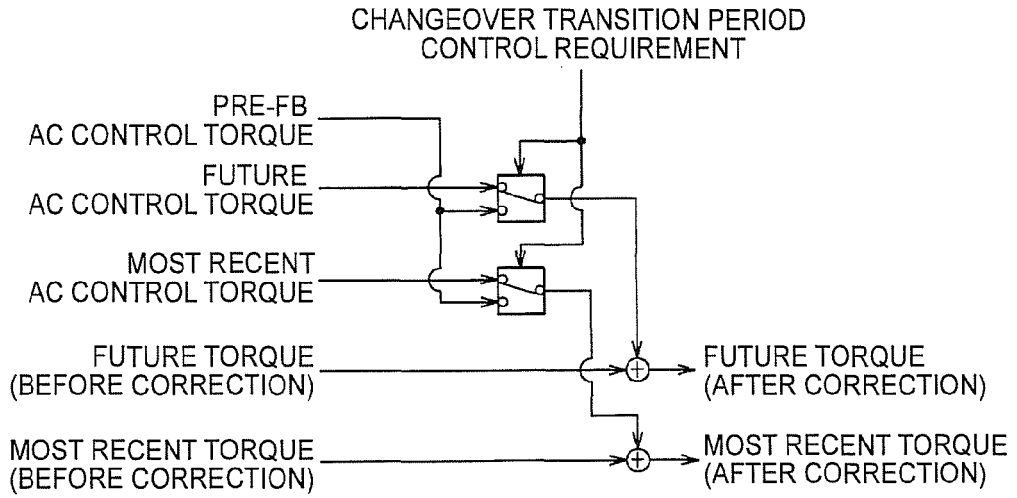 CHANGEOVER TRANSITION PERIOD
CONTROL REQUIREMENT
PRE-FB
AC CONTROL TORQUE
FUTURE
AC CONTROL TORQUE
MOST RECENT
AC CONTROL TORQUE
FUTURE TORQUE
(BEFORE CORRECTION)
FUTURE TORQUE
(AFTER CORRECTION)
MOST RECENT TORQUE
(BEFORE CORRECTION)
MOST RECENT TORQUE
(AFTER CORRECTION)